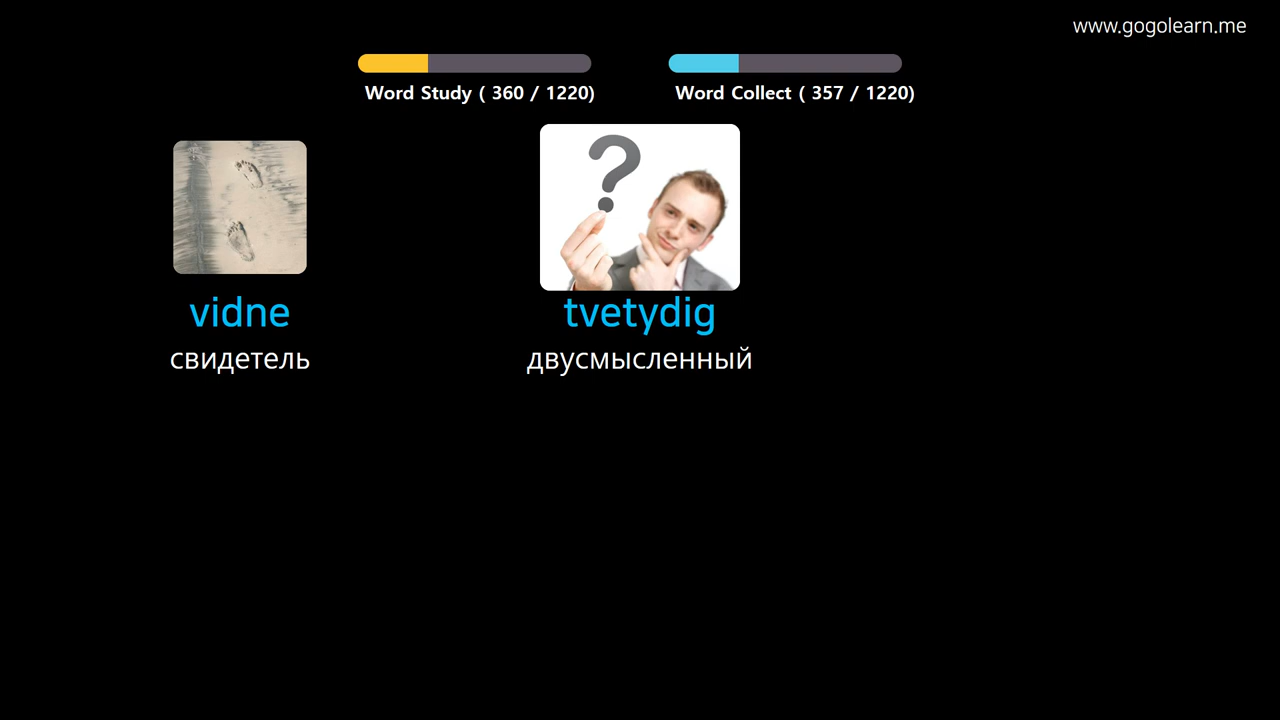 www.gogolearn.me
Word Study ( 360 / 1220)
Word Collect ( 357 / 1220)
vidne
tvetydig
свидетель
двусмысленный